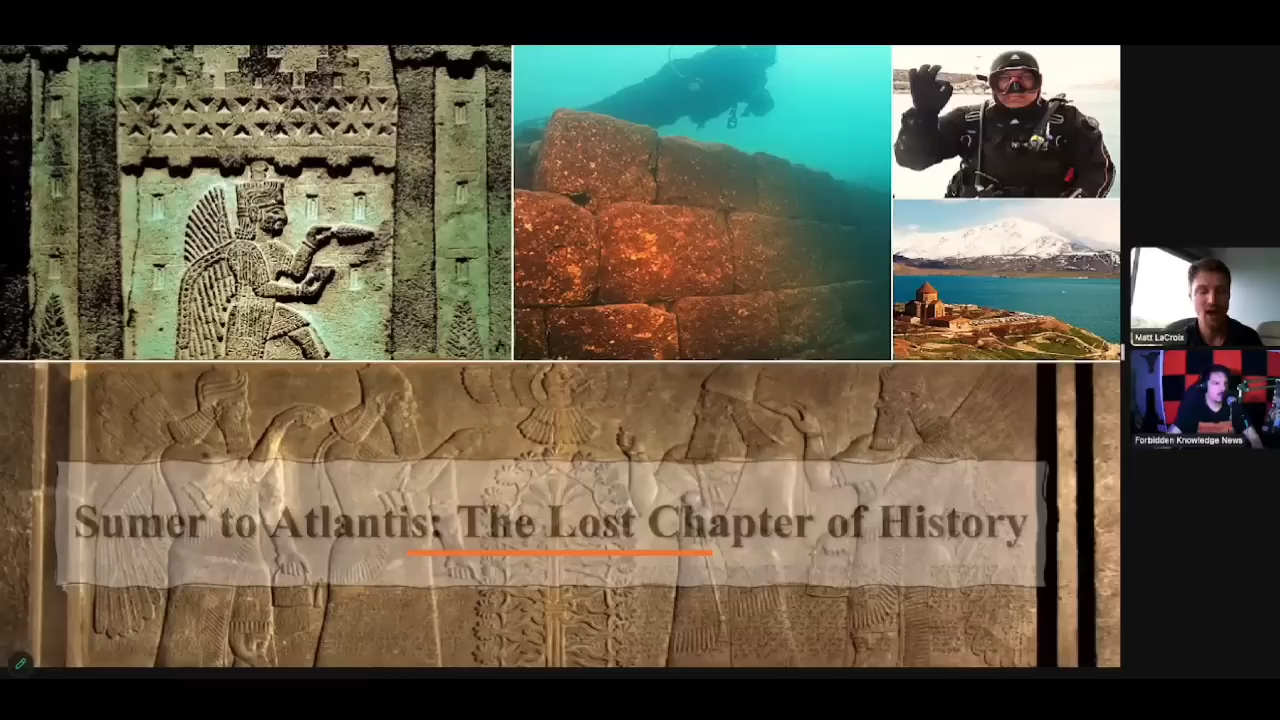 Sumer to Atlantis: The Lost Chapter of History
Matt LaCroix
Forbidden Knowledge News